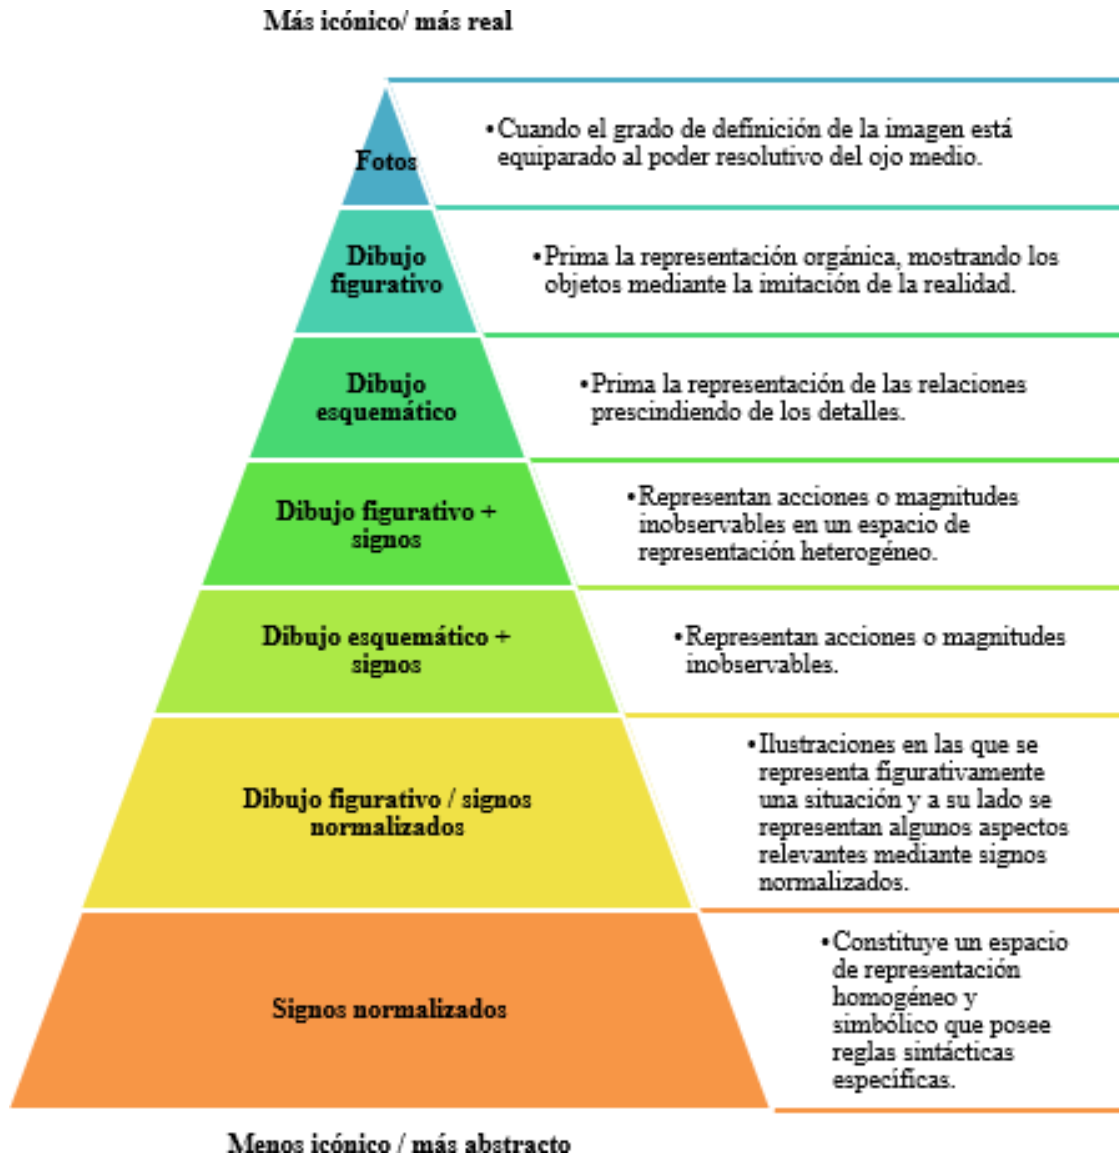 Más icónico/ más real
Fotos
•Cuando el grado de definición de la imagen está
equiparado al poder resolutivo del ojo medio.
Dibujo
figurativo
•Prima la representación orgánica, mostrando los
objetos mediante la imitación de la realidad.
Dibujo
esquemático
•Prima la representación de las relaciones
prescindiendo de los detalles.
Dibujo figurativo +
signos
•Representan acciones o magnitudes
inobservables en un espacio de
representación heterogéneo.
Dibujo esquemático +
signos
•Representan acciones o magnitudes
inobservables.
Dibujo figurativo / signos
normalizados
•Ilustraciones en las que se
representa figurativamente
una situación y a su lado se
representan algunos aspectos
relevantes mediante signos
normalizados.
Signos normalizados
•Constituye un espacio
de representación
homogéneo y
simbólico que posee
reglas sintácticas
específicas.
Menos icónico / más abstracto